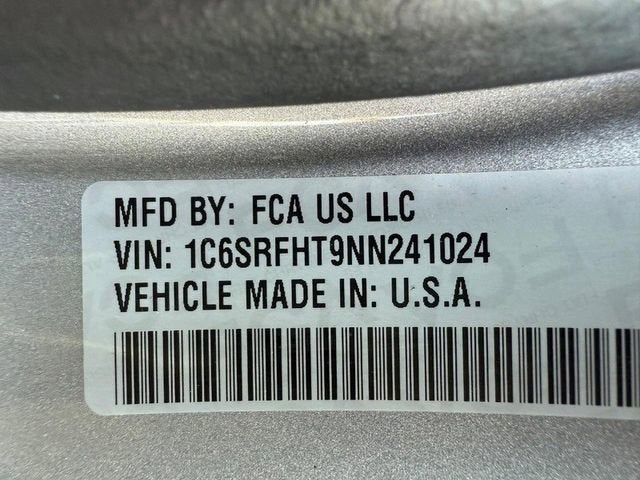 MFD BY: FCA US LLC
VIN: 1C6SRFHT9NN241024
VEHICLE MADE IN: U.S.A.